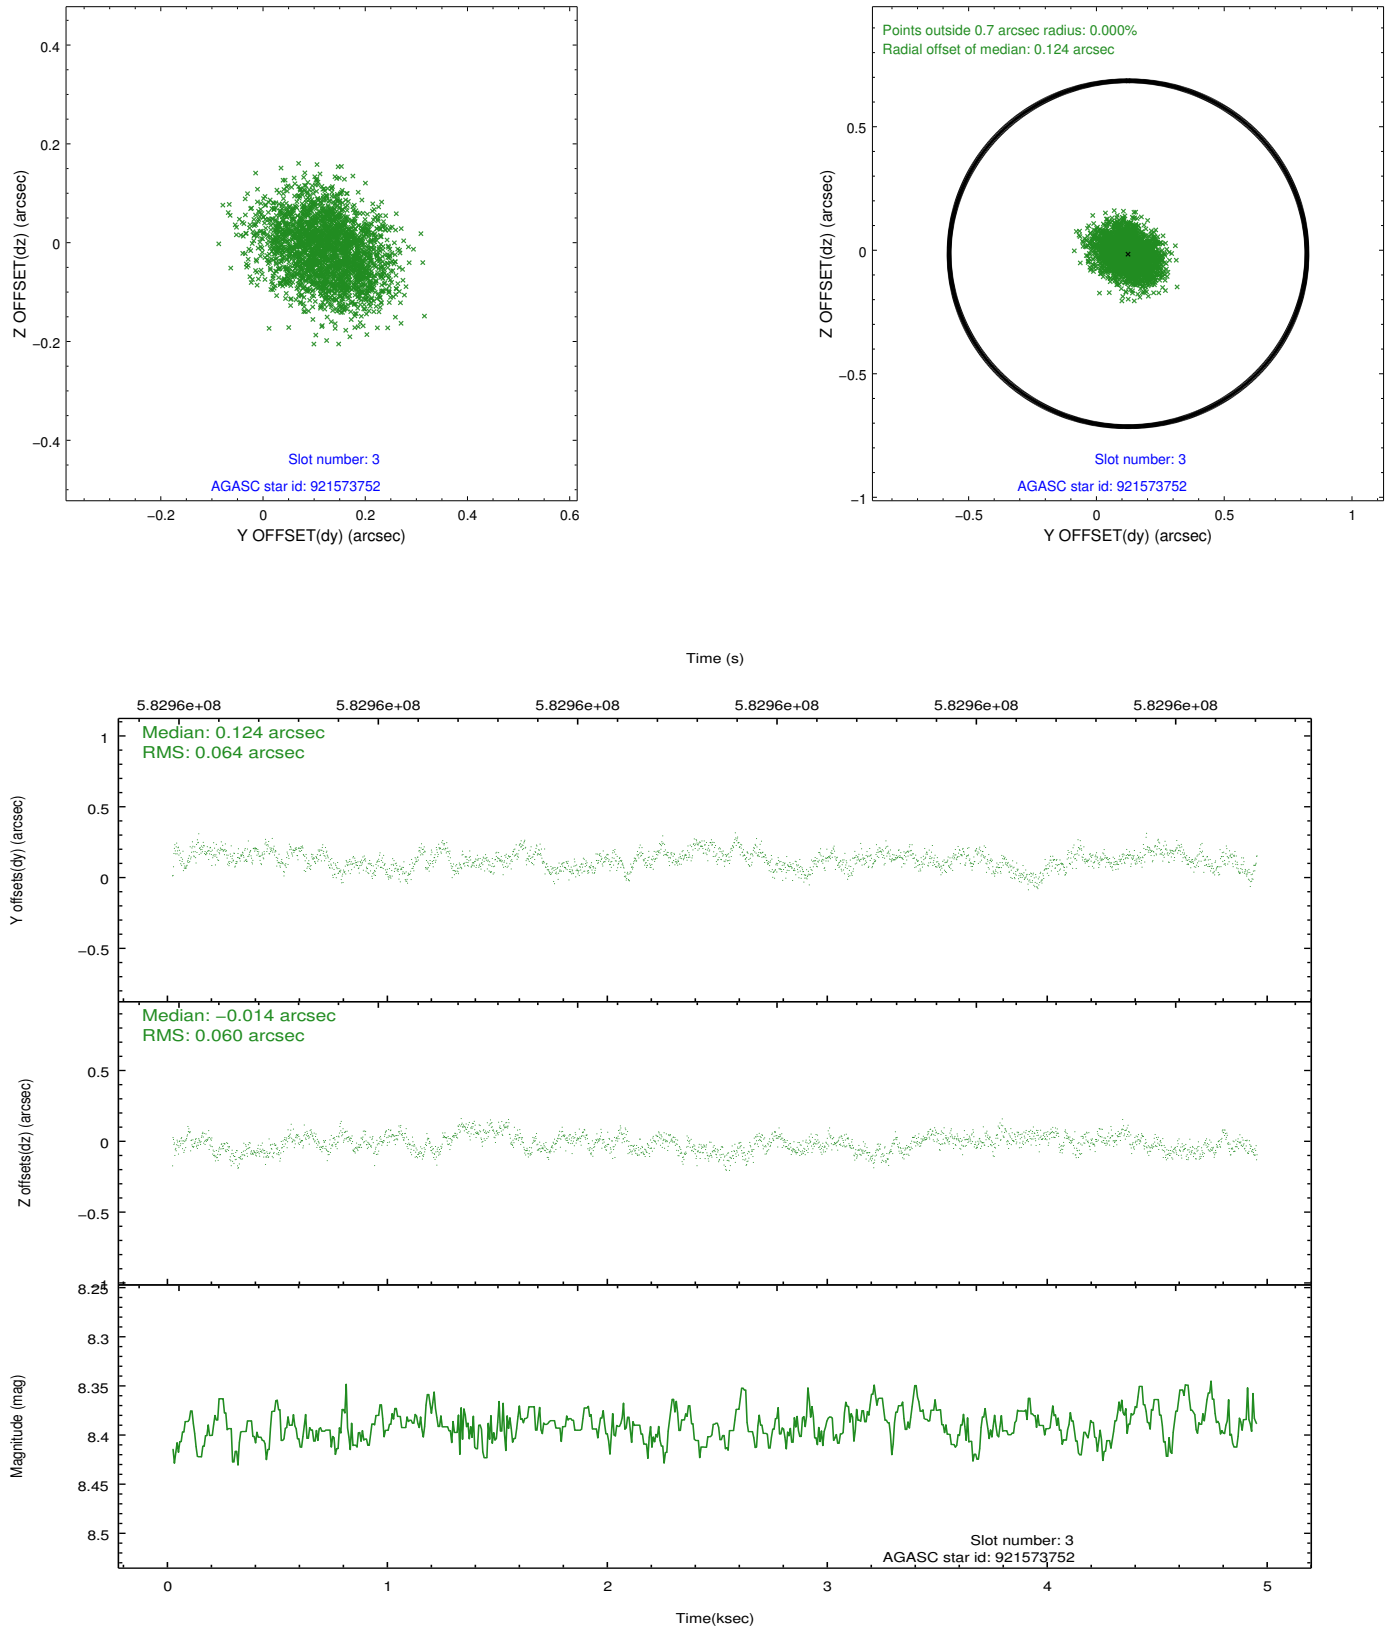 0.4
0.2
0
−0.2
−0.4
Z OFFSET(dz) (arcsec)
Slot number: 3
AGASC star id: 921573752
−0.2 0 0.2 0.4 0.6
Y OFFSET(dy) (arcsec)
Points outside 0.7 arcsec radius: 0.000%
Radial offset of median: 0.124 arcsec
0.5
0
−0.5
−1
Z OFFSET(dz) (arcsec)
Slot number: 3
AGASC star id: 921573752
−0.5 0 0.5 1
Y OFFSET(dy) (arcsec)
Time (s)
5.8296e+08 5.8296e+08 5.8296e+08 5.8296e+08 5.8296e+08 5.8296e+08
Median: 0.124 arcsec
RMS: 0.064 arcsec
1
0.5
0
−0.5
Y offsets(dy) (arcsec)
Median: −0.014 arcsec
RMS: 0.060 arcsec
0.5
0
−0.5
−1
Z offsets(dz) (arcsec)
8.25
8.3
8.35
8.4
8.45
8.5
Magnitude (mag)
Slot number: 3
AGASC star id: 921573752
0 1 2 3 4 5
Time(ksec)